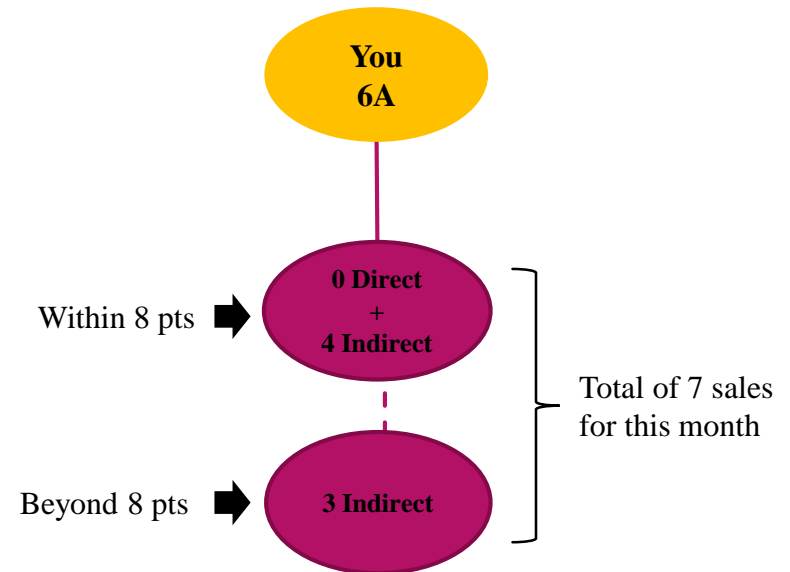 You
6A
0 Direct
+
4 Indirect
Within 8 pts
Total of 7 sales
for this month
Beyond 8 pts
3 Indirect